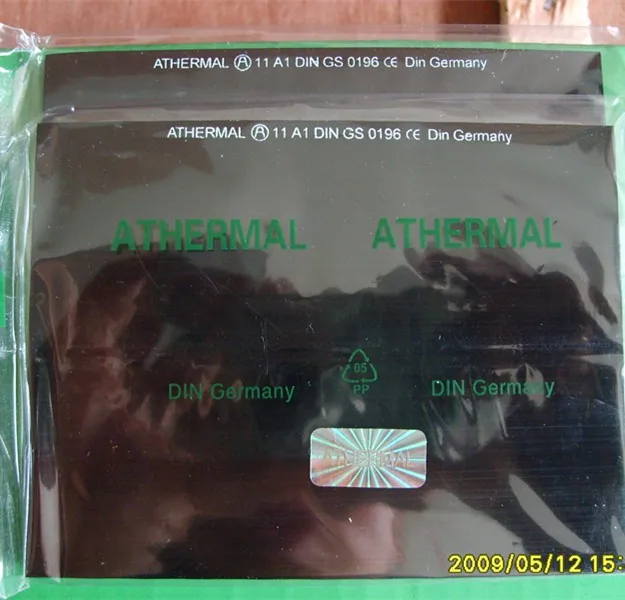 ATHERMAL Ⓐ 11 A1 DIN GS 0196 CE Din Germany
ATHERMAL Ⓐ 11 A1 DIN GS 0196 CE Din Germany
ATHERMAL ATHERMAL
05
PP
DIN Germany DIN Germany
ATHERMAL
2009/05/12 15: